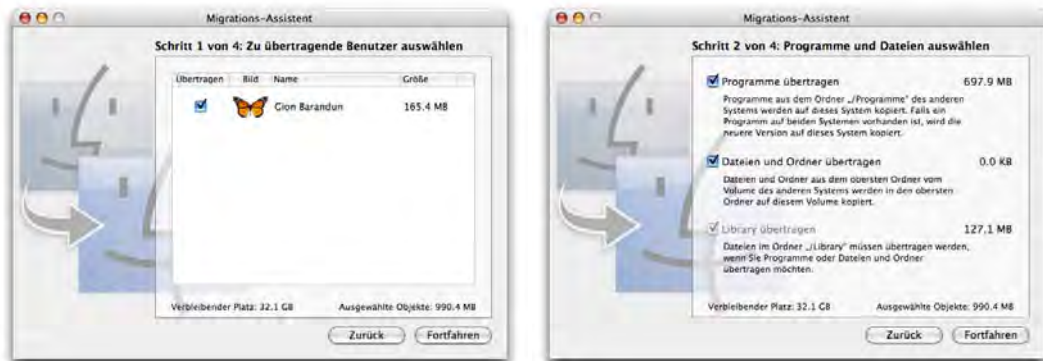 Migrations-Assistent
Schritt 1 von 4: Zu übertragende Benutzer auswählen
Übertragen Bild Name Größe
Gion Barandun 165.4 MB
Verbleibender Platz: 32.1 GB Ausgewählte Objekte: 990.4 MB
Zurück Fortfahren
Migrations-Assistent
Schritt 2 von 4: Programme und Dateien auswählen
Programme übertragen 697.9 MB
Programme aus dem Ordner „/Programme" des anderen
Systems werden auf dieses System kopiert. Falls ein
Programm auf beiden Systemen vorhanden ist, wird die
neuere Version auf dieses System kopiert.
Dateien und Ordner übertragen 0.0 KB
Dateien und Ordner aus dem obersten Ordner vom
Volume des anderen Systems werden in den obersten
Ordner auf diesem Volume kopiert.
Library übertragen 127.1 MB
Dateien im Ordner „/Library" müssen übertragen werden,
wenn Sie Programme oder Dateien und Ordner
übertragen möchten.
Verbleibender Platz: 32.1 GB Ausgewählte Objekte: 990.4 MB
Zurück Fortfahren